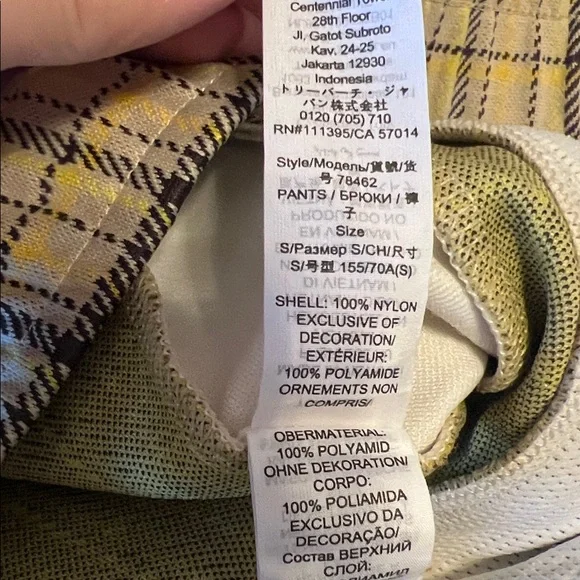 Centennial Tower
28th Floor
Jl. Gatot Subroto
Kav. 24-25
Jakarta 12930
Indonesia
トリーバーチ・ジャ
パン株式会社
0120 (705) 710
RN#111395/CA 57014
Style/Модель/貨號/货
号 78462
PANTS / БРЮКИ / 褲
子
Size
S/Размер S/CH/尺寸
S/号型 155/70A(S)
SHELL: 100% NYLON
EXCLUSIVE OF
DECORATION/
EXTÉRIEUR:
100% POLYAMIDE
ORNEMENTS NON
COMPRIS/
OBERMATERIAL:
100% POLYAMID
OHNE DEKORATION/
CORPO:
100% POLIAMIDA
EXCLUSIVO DA
DECORAÇÃO/
Состав ВЕРХНИЙ
СЛОЙ: